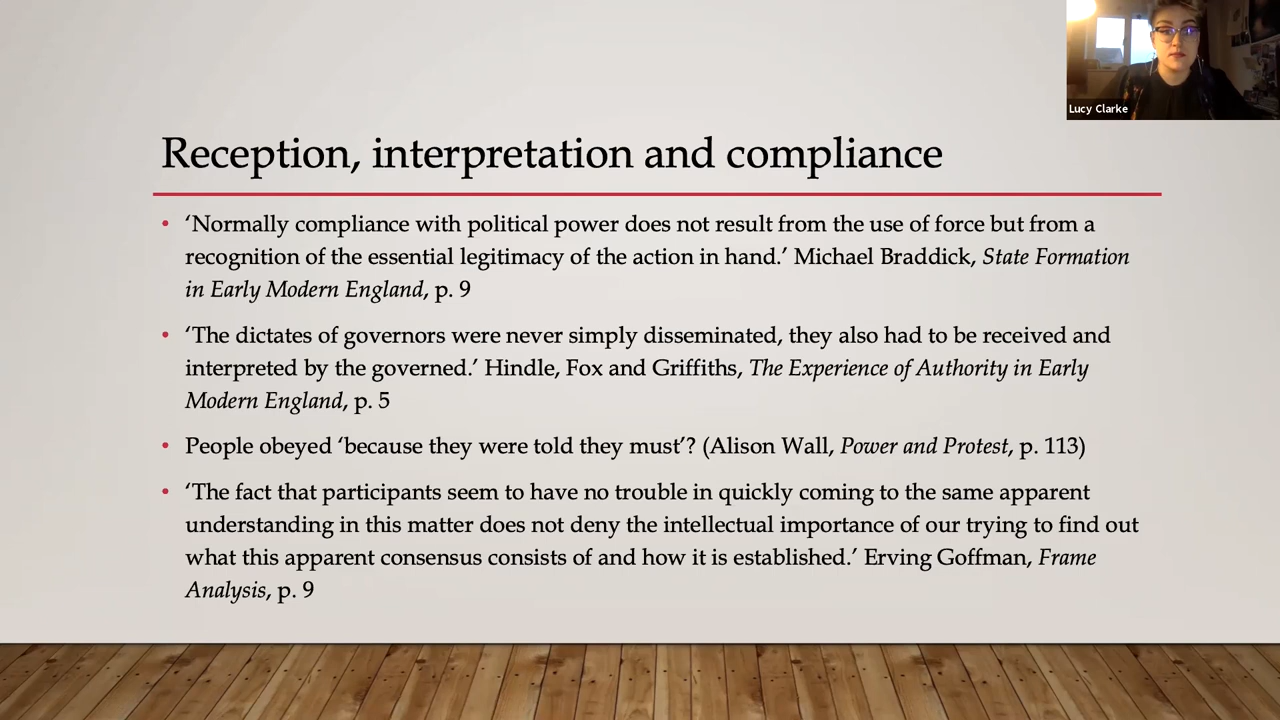 Lucy Clarke
Reception, interpretation and compliance
• ‘Normally compliance with political power does not result from the use of force but from a
recognition of the essential legitimacy of the action in hand.’ Michael Braddick, State Formation
in Early Modern England, p. 9
• ‘The dictates of governors were never simply disseminated, they also had to be received and
interpreted by the governed.’ Hindle, Fox and Griffiths, The Experience of Authority in Early
Modern England, p. 5
• People obeyed ‘because they were told they must’? (Alison Wall, Power and Protest, p. 113)
• ‘The fact that participants seem to have no trouble in quickly coming to the same apparent
understanding in this matter does not deny the intellectual importance of our trying to find out
what this apparent consensus consists of and how it is established.’ Erving Goffman, Frame
Analysis, p. 9